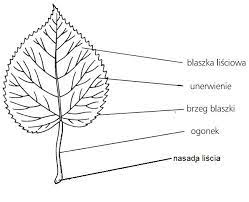 blaszka liściowa
unerwienie
brzeg blaszki
ogonek
nasada liścia